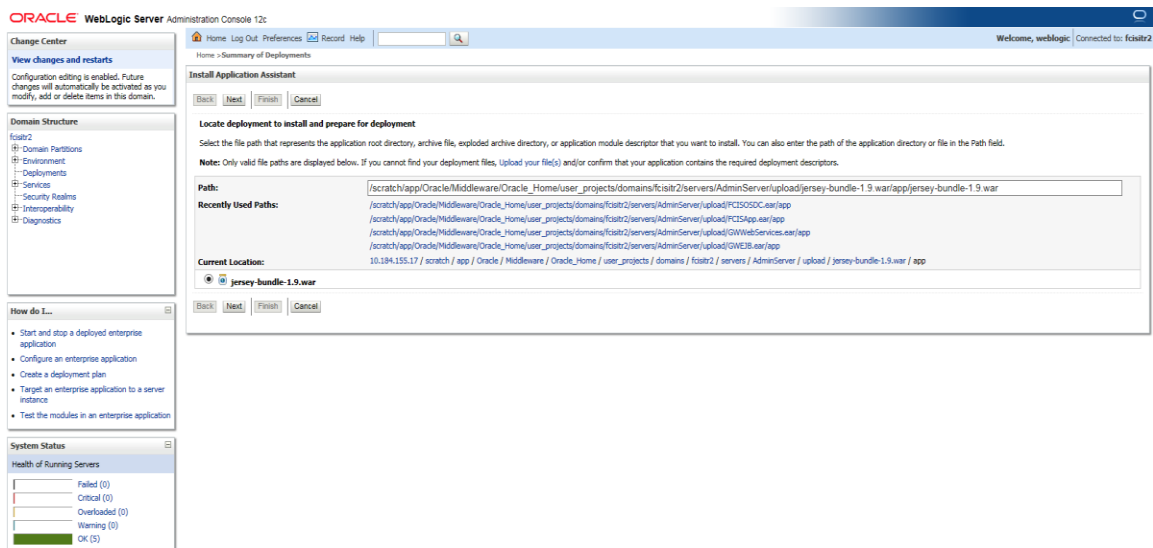 ORACLE WebLogic Server Administration Console 12c
Change Center
View changes and restarts
Configuration editing is enabled. Future
changes will automatically be activated as you
modify, add or delete items in this domain.
Domain Structure
fcisitr2
Domain Partitions
Environment
Deployments
Services
Security Realms
Interoperability
Diagnostics
How do I...
Start and stop a deployed enterprise
application
Configure an enterprise application
Create a deployment plan
Target an enterprise application to a server
instance
Test the modules in an enterprise application
System Status
Health of Running Servers
Failed (0)
Critical (0)
Overloaded (0)
Warning (0)
OK (5)
Home Log Out Preferences Record Help
Welcome, weblogic Connected to: fcisitr2
Home >Summary of Deployments
Install Application Assistant
Back Next Finish Cancel
Locate deployment to install and prepare for deployment
Select the file path that represents the application root directory, archive file, exploded archive directory, or application module descriptor that you want to install. You can also enter the path of the application directory or file in the Path field.
Note: Only valid file paths are displayed below. If you cannot find your deployment files, Upload your file(s) and/or confirm that your application contains the required deployment descriptors.
Path: /scratch/app/Oracle/Middleware/Oracle_Home/user_projects/domains/fcisitr2/servers/AdminServer/upload/jersey-bundle-1.9.war/app/jersey-bundle-1.9.war
Recently Used Paths: /scratch/app/Oracle/Middleware/Oracle_Home/user_projects/domains/fcisitr2/servers/AdminServer/upload/FCISOSDC.ear/app
/scratch/app/Oracle/Middleware/Oracle_Home/user_projects/domains/fcisitr2/servers/AdminServer/upload/FCISApp.ear/app
/scratch/app/Oracle/Middleware/Oracle_Home/user_projects/domains/fcisitr2/servers/AdminServer/upload/GWWebServices.ear/app
/scratch/app/Oracle/Middleware/Oracle_Home/user_projects/domains/fcisitr2/servers/AdminServer/upload/GWEJB.ear/app
Current Location: 10.184.155.17 / scratch / app / Oracle / Middleware / Oracle_Home / user_projects / domains / fcisitr2 / servers / AdminServer / upload / jersey-bundle-1.9.war / app
jersey-bundle-1.9.war
Back Next Finish Cancel